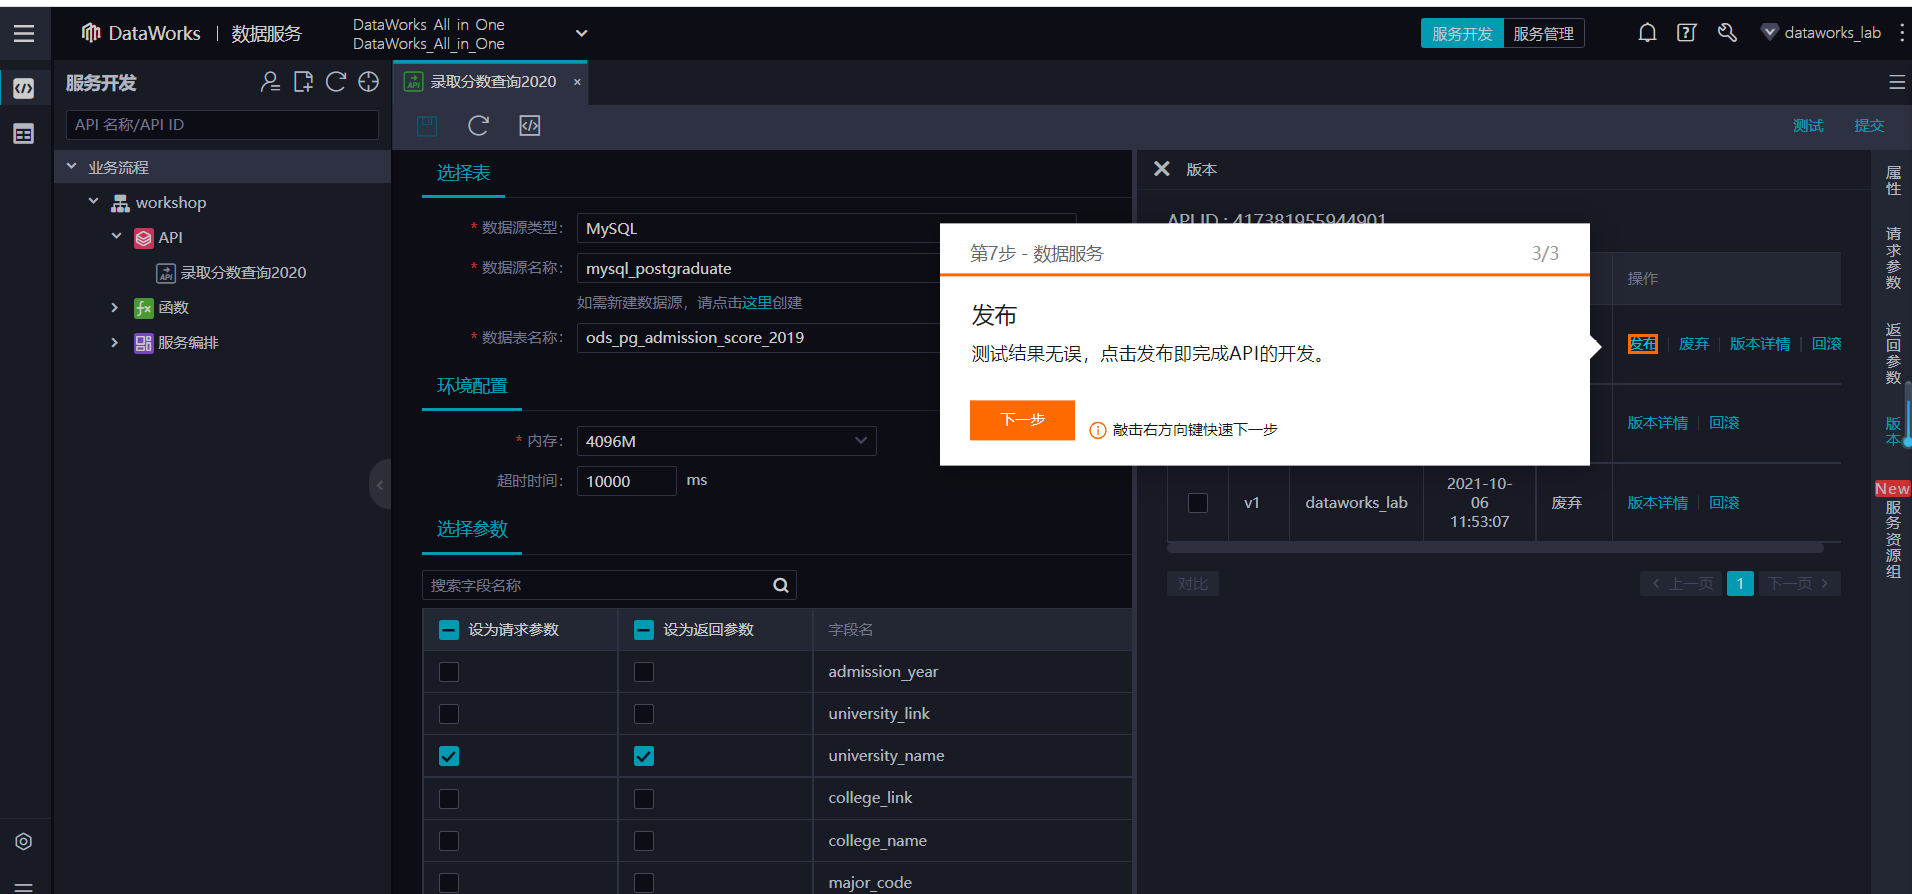 DataWorks | 数据服务
DataWorks All in One
DataWorks_All_in_One
服务开发
服务管理
dataworks_lab
服务开发
录取分数查询2020
API 名称/API ID
测试
提交
业务流程
workshop
API
录取分数查询2020
函数
服务编排
选择表
* 数据源类型:
MySQL
* 数据源名称:
mysql_postgraduate
如需新建数据源，请点击这里创建
* 数据表名称:
ods_pg_admission_score_2019
环境配置
* 内存:
4096M
超时时间:
10000
ms
选择参数
搜索字段名称
设为请求参数
设为返回参数
字段名
admission_year
university_link
university_name
college_link
college_name
major_code
版本
API ID : 417381955944901
第7步 - 数据服务
3/3
发布
测试结果无误，点击发布即完成API的开发。
下一步
敲击右方向键快速下一步
操作
发布
废弃
版本详情
回滚
版本详情
回滚
v1
dataworks_lab
2021-10-
06
11:53:07
废弃
版本详情
回滚
对比
上一页
1
下一页
属性
请求参数
返回参数
版本
New
服务资源组